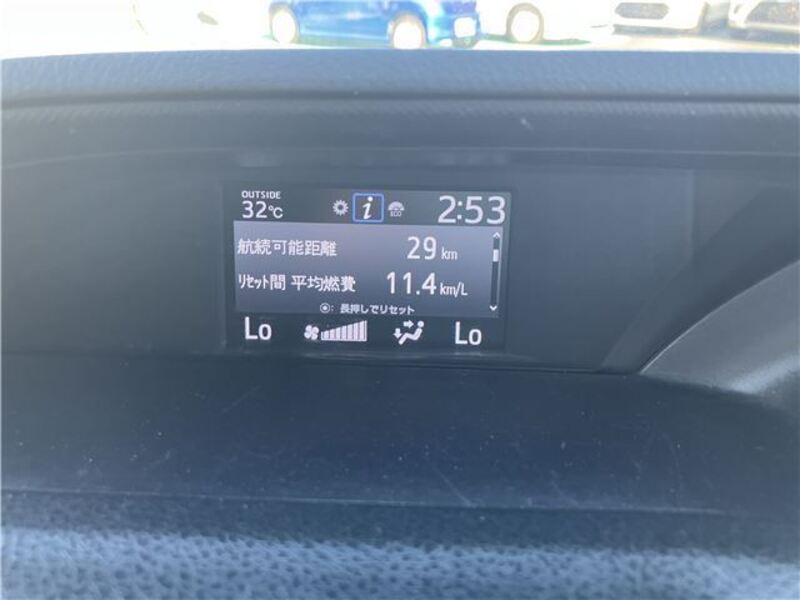 OUTSIDE
32℃
i
ECO
2:53
航続可能距離 29 km
リセット間 平均燃費 11.4 km/L
⦿: 長押しでリセット
Lo Lo